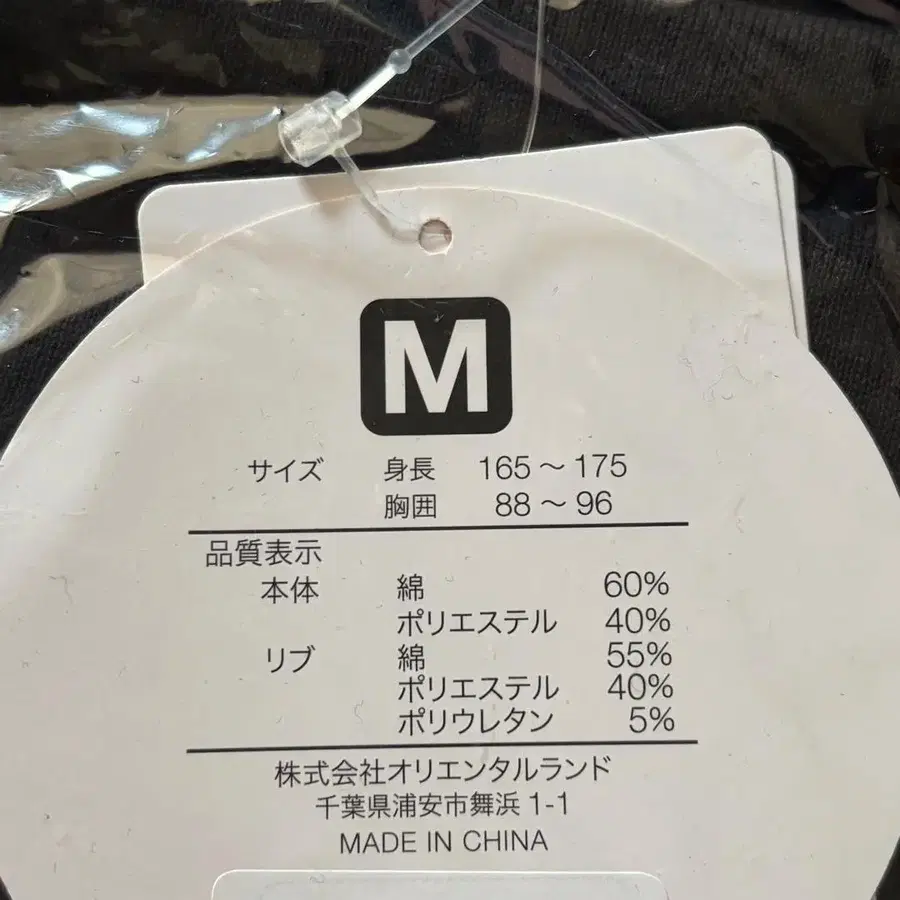 M
サイズ 身長 165～175
胸囲 88～96
品質表示
本体 綿 60%
ポリエステル 40%
リブ 綿 55%
ポリエステル 40%
ポリウレタン 5%
株式会社オリエンタルランド
千葉県浦安市舞浜 1-1
MADE IN CHINA